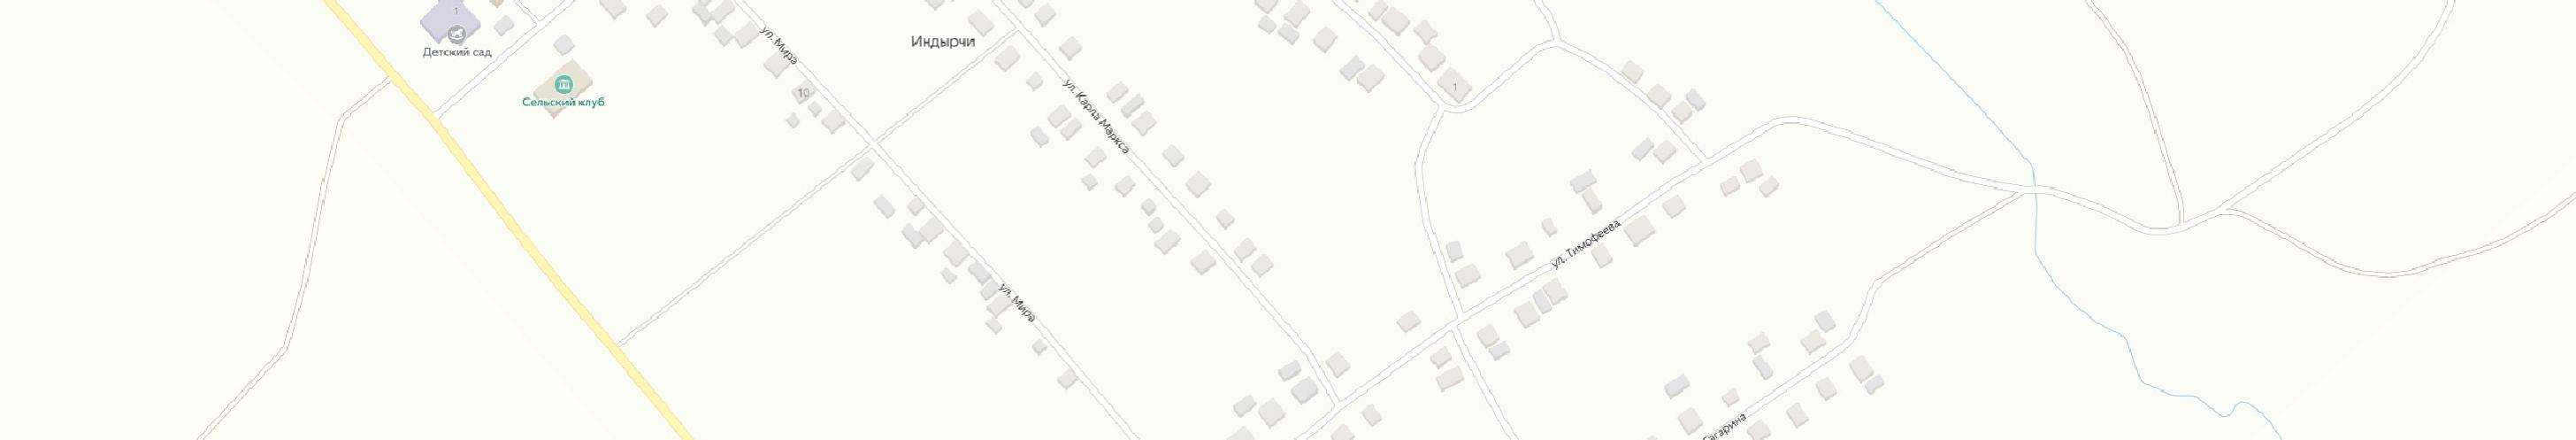 1
Детский сад
ул. Мира
Индырчи
10
Сельский клуб
ул. Карла Маркса
1
ул. Тимофеева
ул. Мира
Гагарина